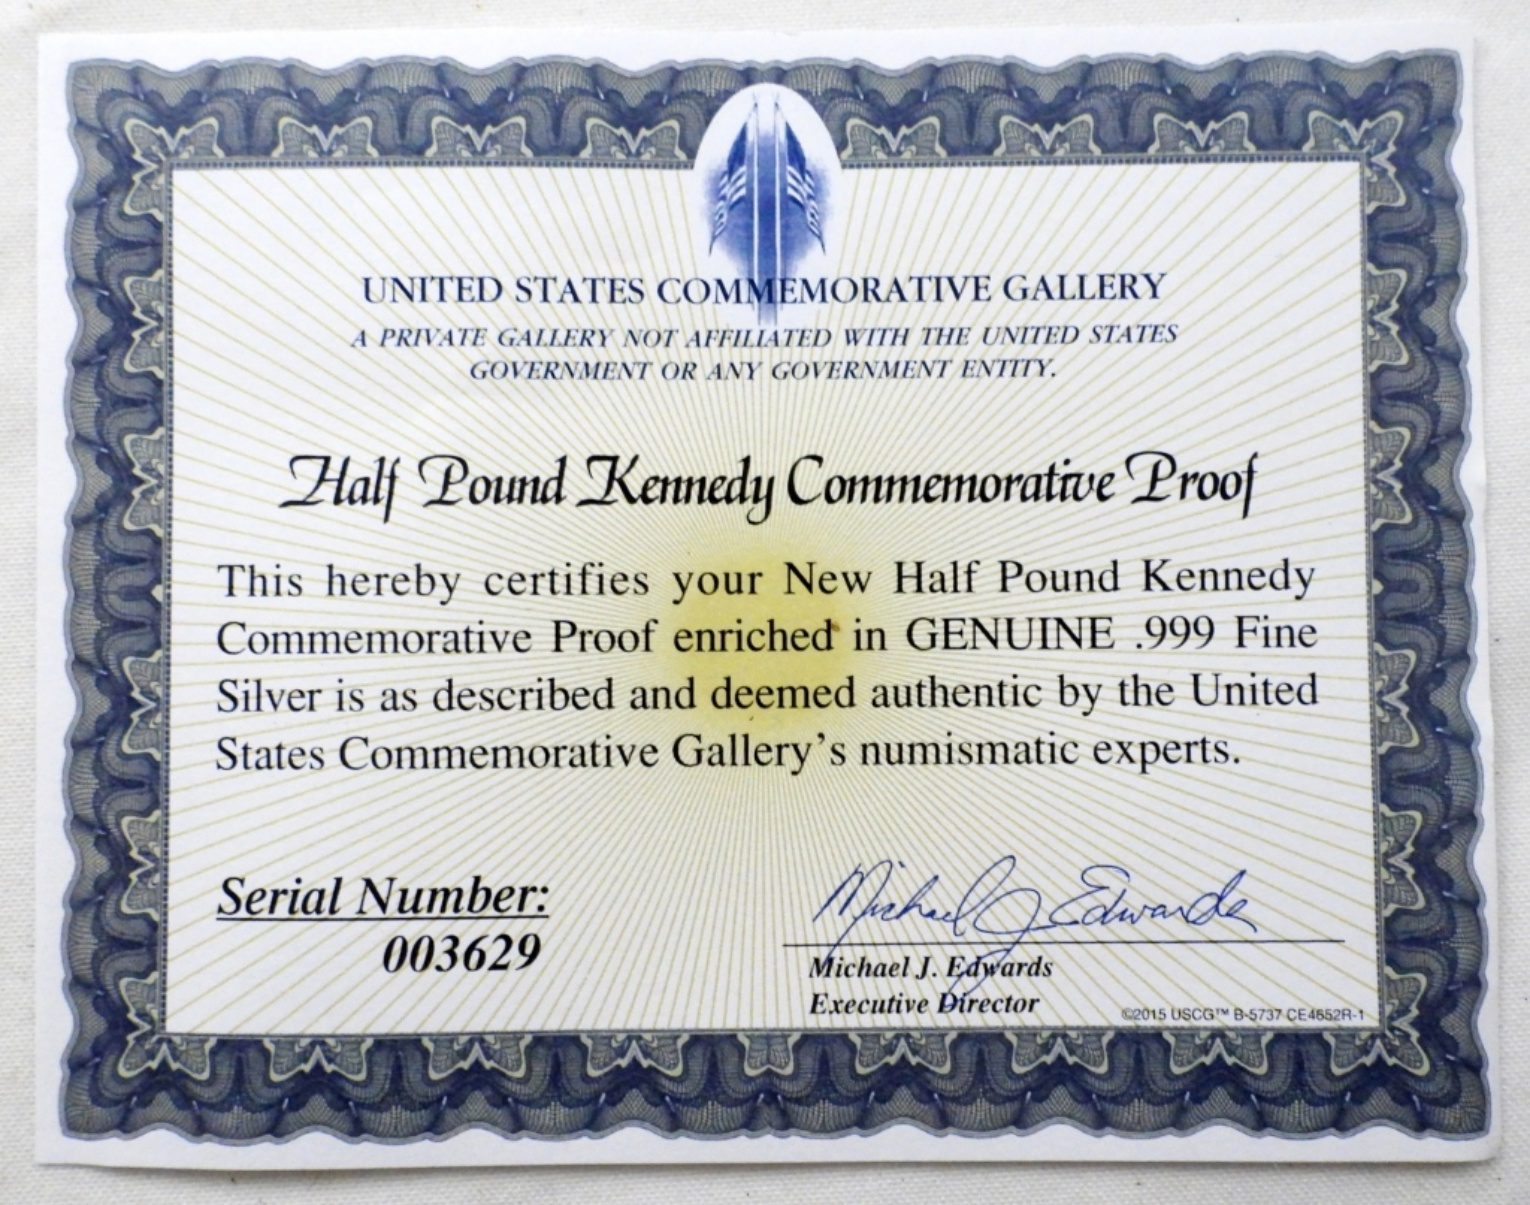 UNITED STATES COMMEMORATIVE GALLERY
A PRIVATE GALLERY NOT AFFILIATED WITH THE UNITED STATES
GOVERNMENT OR ANY GOVERNMENT ENTITY.
Half Pound Kennedy Commemorative Proof
This hereby certifies your New Half Pound Kennedy
Commemorative Proof enriched in GENUINE .999 Fine
Silver is as described and deemed authentic by the United
States Commemorative Gallery's numismatic experts.
Serial Number:
003629
Michael J Edwards
Michael J. Edwards
Executive Director
©2015 USCG™ B-5737 CE4652R-1